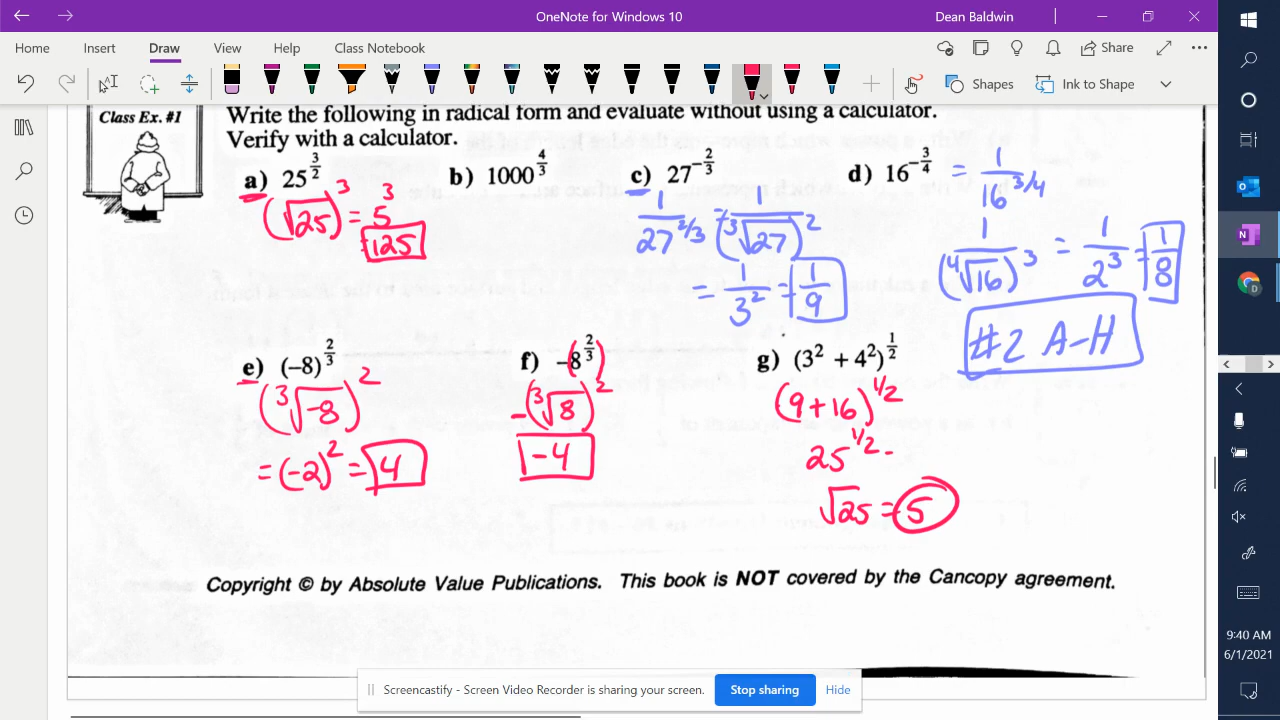 OneNote for Windows 10
Dean Baldwin
Home Insert Draw View Help Class Notebook Share
Shapes Ink to Shape
Class Ex. #1
Write the following in radical form and evaluate without using a calculator.
Verify with a calculator.
a) 25^(3/2)
(√25)^3 = 5^3
=125
b) 1000^(4/3)
c) 27^(-2/3)
1/27^(2/3) = 1/(³√27)^2
= 1/3^2 = 1/9
d) 16^(-3/4) = 1/16^(3/4)
1/(⁴√16)^3 = 1/2^3 = 1/8
#2 A-H
e) (-8)^(2/3)
(³√-8)^2
= (-2)^2 = 4
f) -(8^(2/3))
-(³√8)^2
-4
g) (3^2 + 4^2)^(1/2)
(9+16)^(1/2)
25^(1/2) =
√25 = 5
Copyright © by Absolute Value Publications. This book is NOT covered by the Cancopy agreement.
Screencastify - Screen Video Recorder is sharing your screen. Stop sharing Hide
9:40 AM
6/1/2021